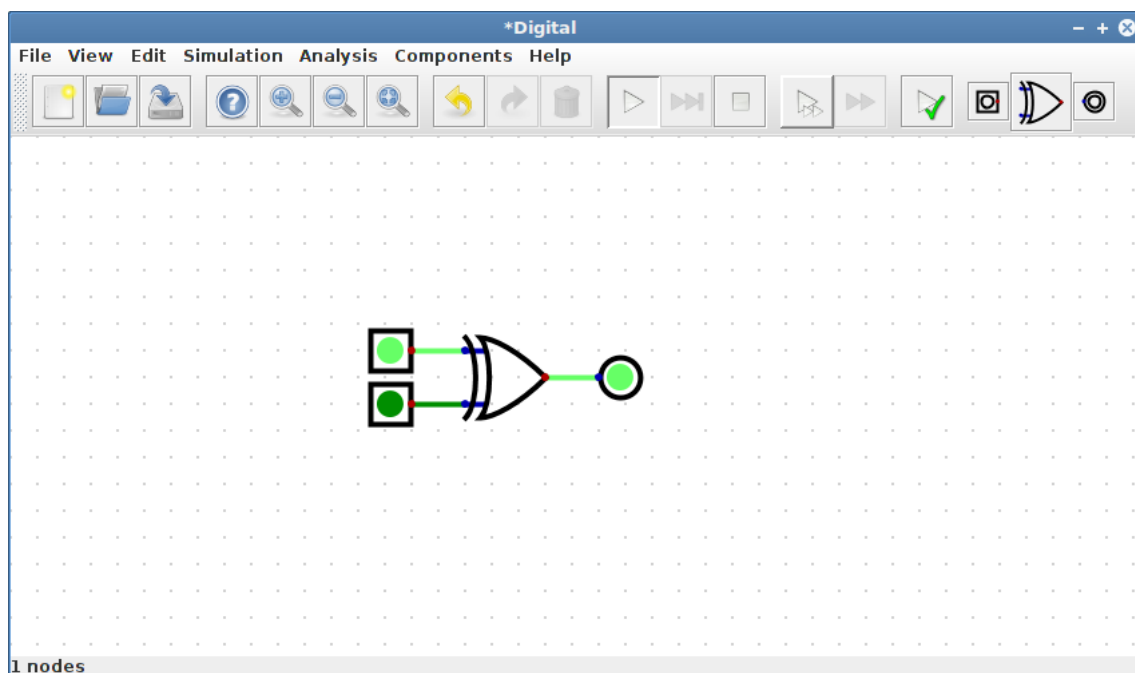 *Digital
File View Edit Simulation Analysis Components Help
1 nodes